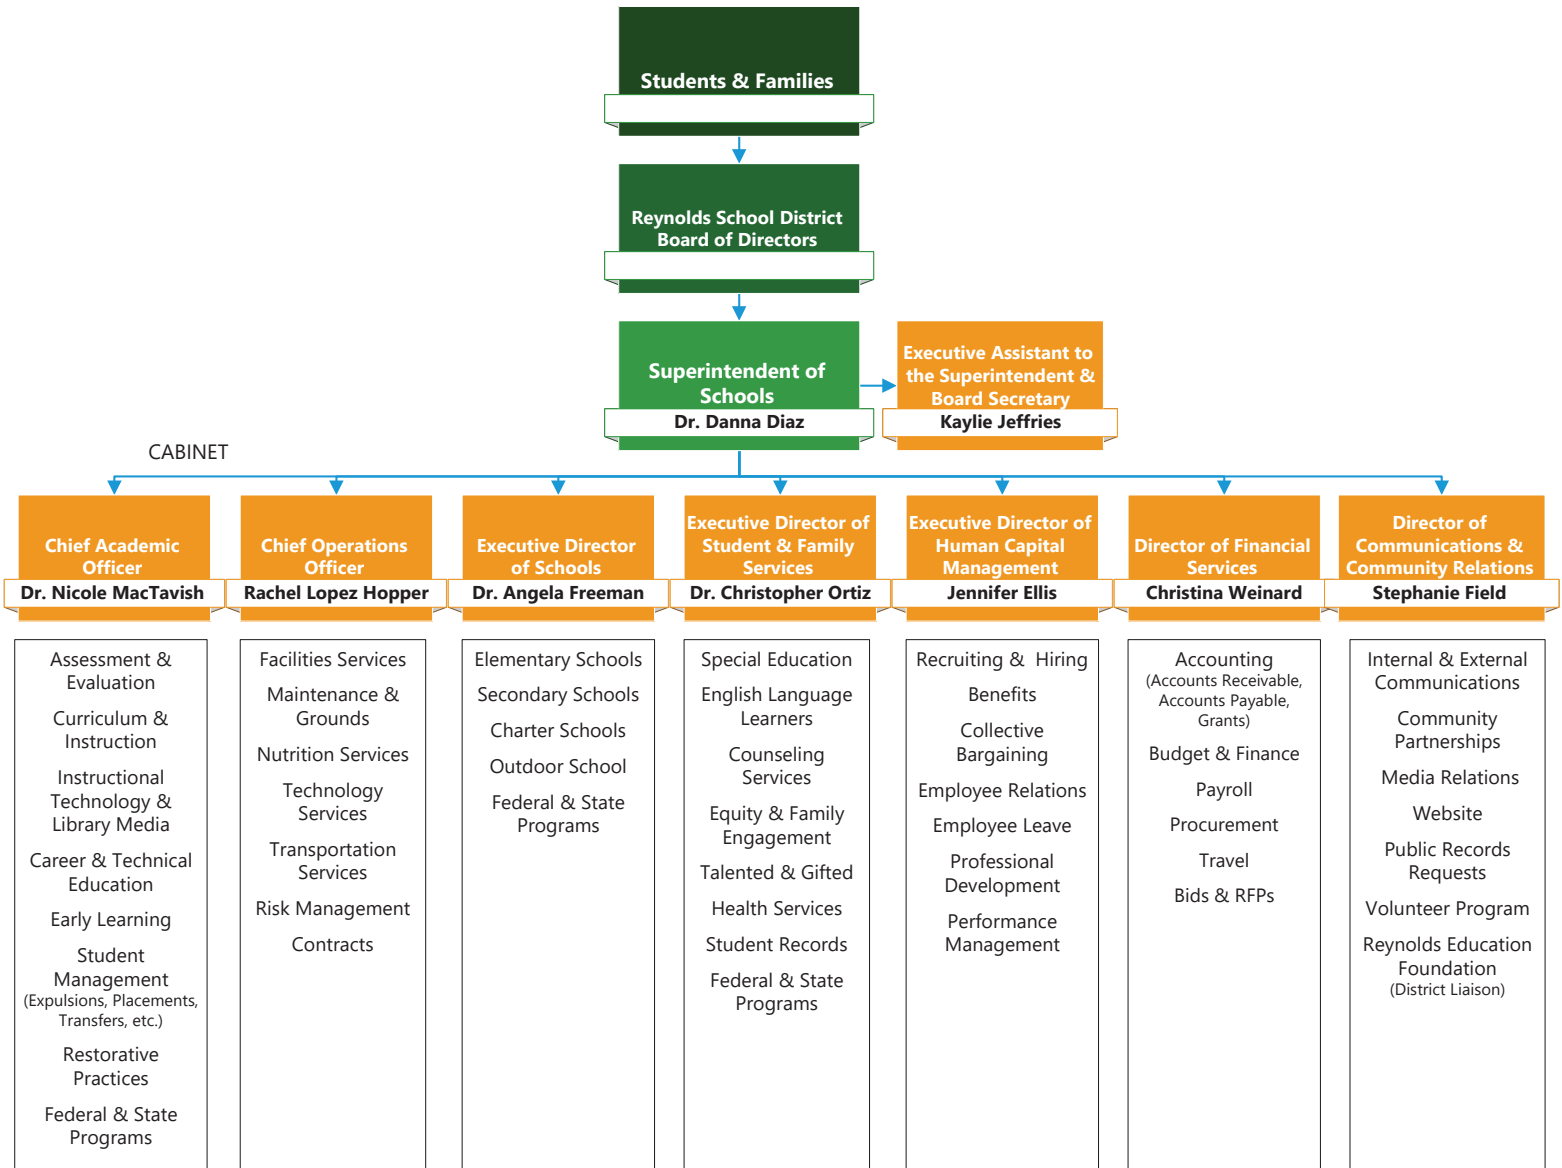 Students & Families
Reynolds School District
Board of Directors
Superintendent of
Schools
Dr. Danna Diaz
Executive Assistant to
the Superintendent &
Board Secretary
Kaylie Jeffries
CABINET
Chief Academic
Officer
Dr. Nicole MacTavish
Assessment &
Evaluation
Curriculum &
Instruction
Instructional
Technology &
Library Media
Career & Technical
Education
Early Learning
Student
Management
(Expulsions, Placements,
Transfers, etc.)
Restorative
Practices
Federal & State
Programs
Chief Operations
Officer
Rachel Lopez Hopper
Facilities Services
Maintenance &
Grounds
Nutrition Services
Technology
Services
Transportation
Services
Risk Management
Contracts
Executive Director
of Schools
Dr. Angela Freeman
Elementary Schools
Secondary Schools
Charter Schools
Outdoor School
Federal & State
Programs
Executive Director of
Student & Family
Services
Dr. Christopher Ortiz
Special Education
English Language
Learners
Counseling
Services
Equity & Family
Engagement
Talented & Gifted
Health Services
Student Records
Federal & State
Programs
Executive Director of
Human Capital
Management
Jennifer Ellis
Recruiting & Hiring
Benefits
Collective
Bargaining
Employee Relations
Employee Leave
Professional
Development
Performance
Management
Director of Financial
Services
Christina Weinard
Accounting
(Accounts Receivable,
Accounts Payable,
Grants)
Budget & Finance
Payroll
Procurement
Travel
Bids & RFPs
Director of
Communications &
Community Relations
Stephanie Field
Internal & External
Communications
Community
Partnerships
Media Relations
Website
Public Records
Requests
Volunteer Program
Reynolds Education
Foundation
(District Liaison)